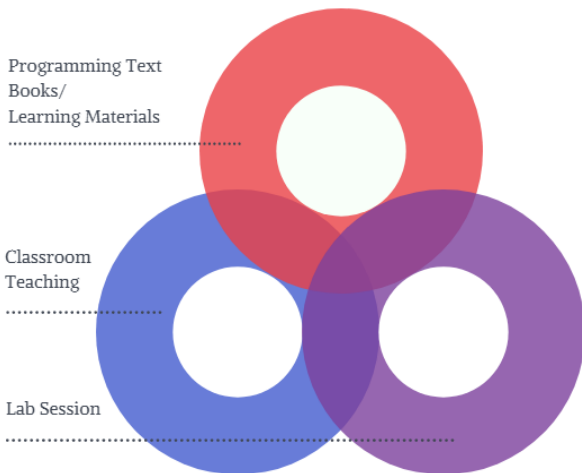 Programming Text
Books/
Learning Materials
Classroom
Teaching
Lab Session